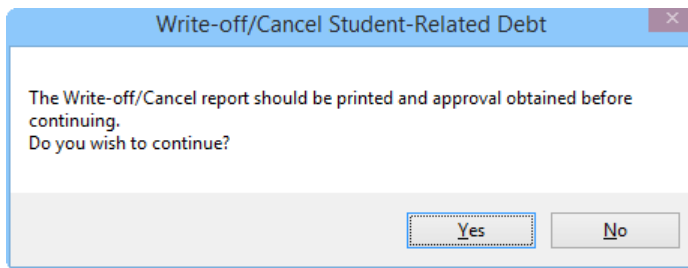 Write-off/Cancel Student-Related Debt
The Write-off/Cancel report should be printed and approval obtained before
continuing.
Do you wish to continue?
Yes
No